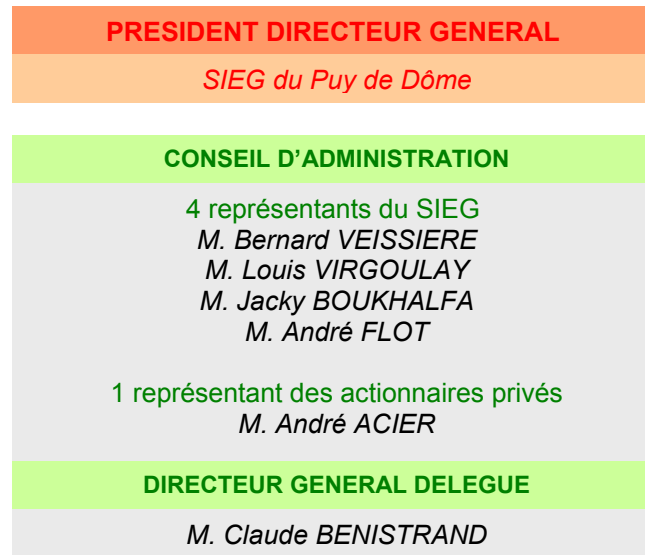 PRESIDENT DIRECTEUR GENERAL
SIEG du Puy de Dôme
CONSEIL D'ADMINISTRATION
4 représentants du SIEG
M. Bernard VEISSIERE
M. Louis VIRGOULAY
M. Jacky BOUKHALFA
M. André FLOT
1 représentant des actionnaires privés
M. André ACIER
DIRECTEUR GENERAL DELEGUE
M. Claude BENISTRAND